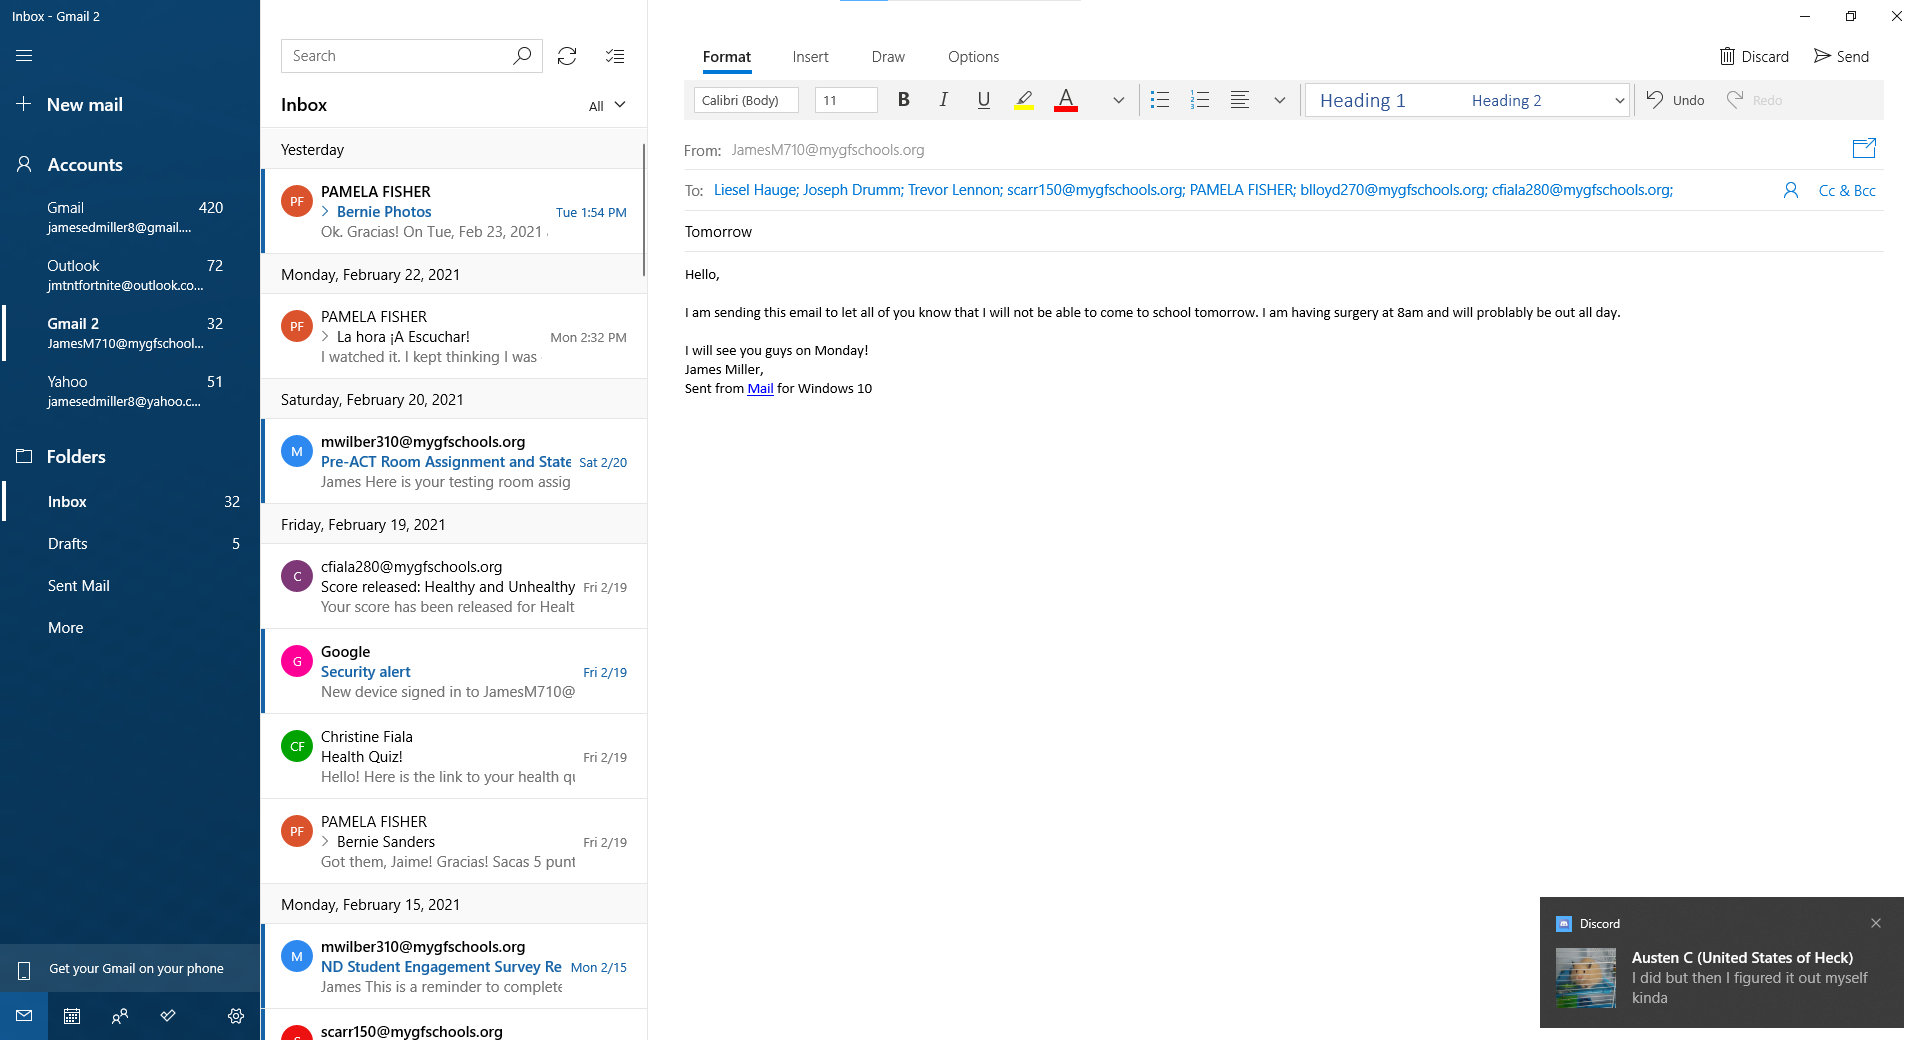 Inbox - Gmail 2
New mail
Accounts
Gmail 420
jamesedmiller8@gmail....
Outlook 72
jmtntfortnite@outlook.co...
Gmail 2 32
JamesM710@mygfschool...
Yahoo 51
jamesedmiller8@yahoo.c...
Folders
Inbox 32
Drafts 5
Sent Mail
More
Get your Gmail on your phone
Search
Inbox All
Yesterday
PF PAMELA FISHER
Bernie Photos Tue 1:54 PM
Ok. Gracias! On Tue, Feb 23, 2021
Monday, February 22, 2021
PF PAMELA FISHER
La hora ¡A Escuchar! Mon 2:32 PM
I watched it. I kept thinking I was
Saturday, February 20, 2021
M mwilber310@mygfschools.org
Pre-ACT Room Assignment and State Sat 2/20
James Here is your testing room assig
Friday, February 19, 2021
C cfiala280@mygfschools.org
Score released: Healthy and Unhealthy Fri 2/19
Your score has been released for Healt
G Google
Security alert Fri 2/19
New device signed in to JamesM710@
CF Christine Fiala
Health Quiz! Fri 2/19
Hello! Here is the link to your health qu
PF PAMELA FISHER
Bernie Sanders Fri 2/19
Got them, Jaime! Gracias! Sacas 5 punt
Monday, February 15, 2021
M mwilber310@mygfschools.org
ND Student Engagement Survey Re Mon 2/15
James This is a reminder to complete
scarr150@mygfschools.org
Format Insert Draw Options Discard Send
Calibri (Body) 11 B I U A Heading 1 Heading 2 Undo Redo
From: JamesM710@mygfschools.org
To: Liesel Hauge; Joseph Drumm; Trevor Lennon; scarr150@mygfschools.org; PAMELA FISHER; blloyd270@mygfschools.org; cfiala280@mygfschools.org; Cc & Bcc
Tomorrow
Hello,
I am sending this email to let all of you know that I will not be able to come to school tomorrow. I am having surgery at 8am and will problably be out all day.
I will see you guys on Monday!
James Miller,
Sent from Mail for Windows 10
Discord
Austen C (United States of Heck)
I did but then I figured it out myself
kinda